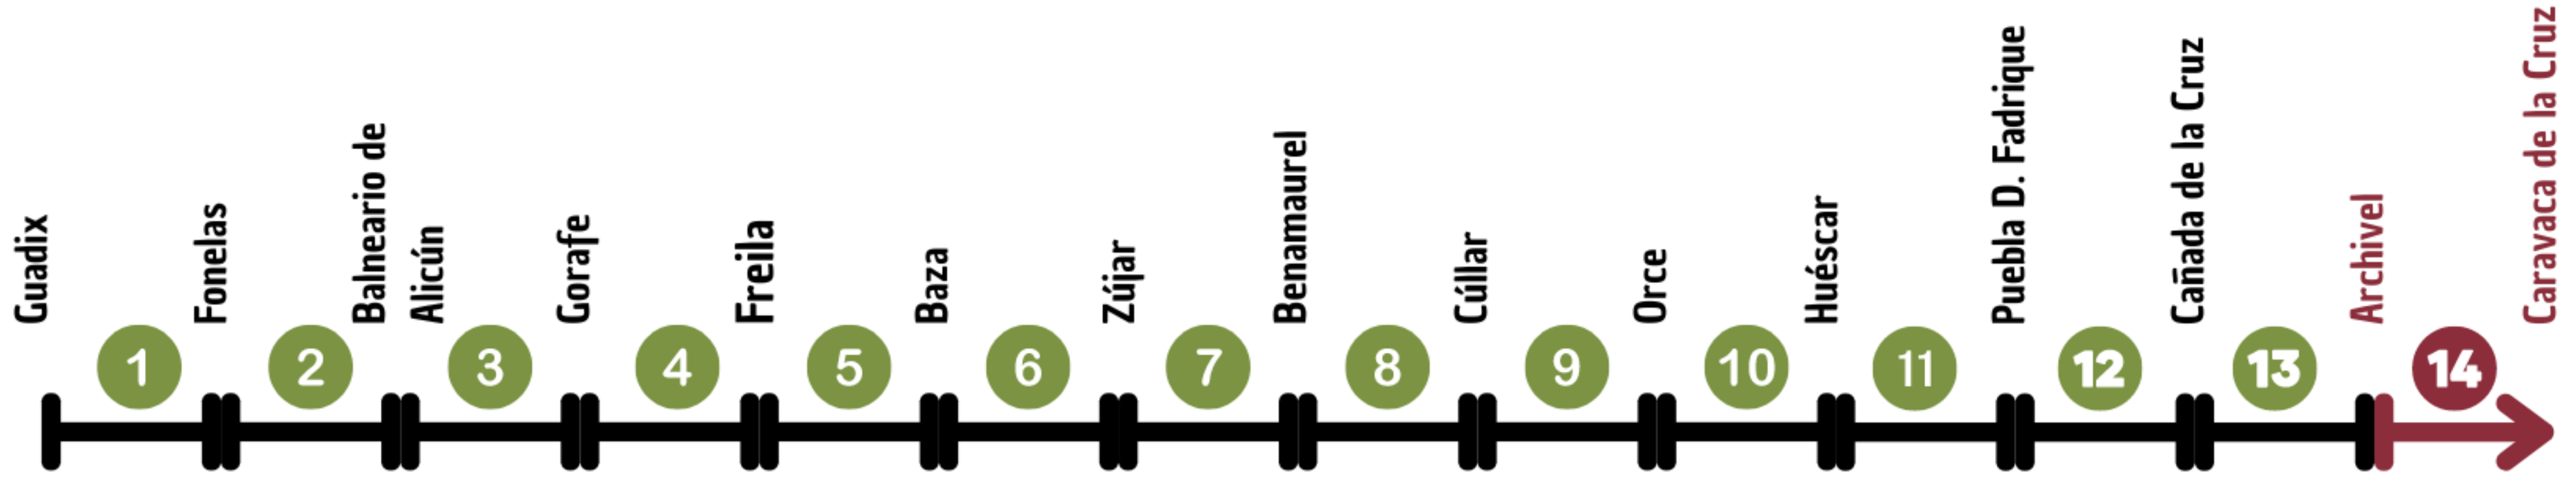 Guadix
Fonelas
Balneario de
Alicún
Gorafe
Freila
Baza
Zújar
Benamaurel
Cúllar
Orce
Huéscar
Puebla D. Fadrique
Cañada de la Cruz
Archivel
Caravaca de la Cruz
1
2
3
4
5
6
7
8
9
10
11
12
13
14